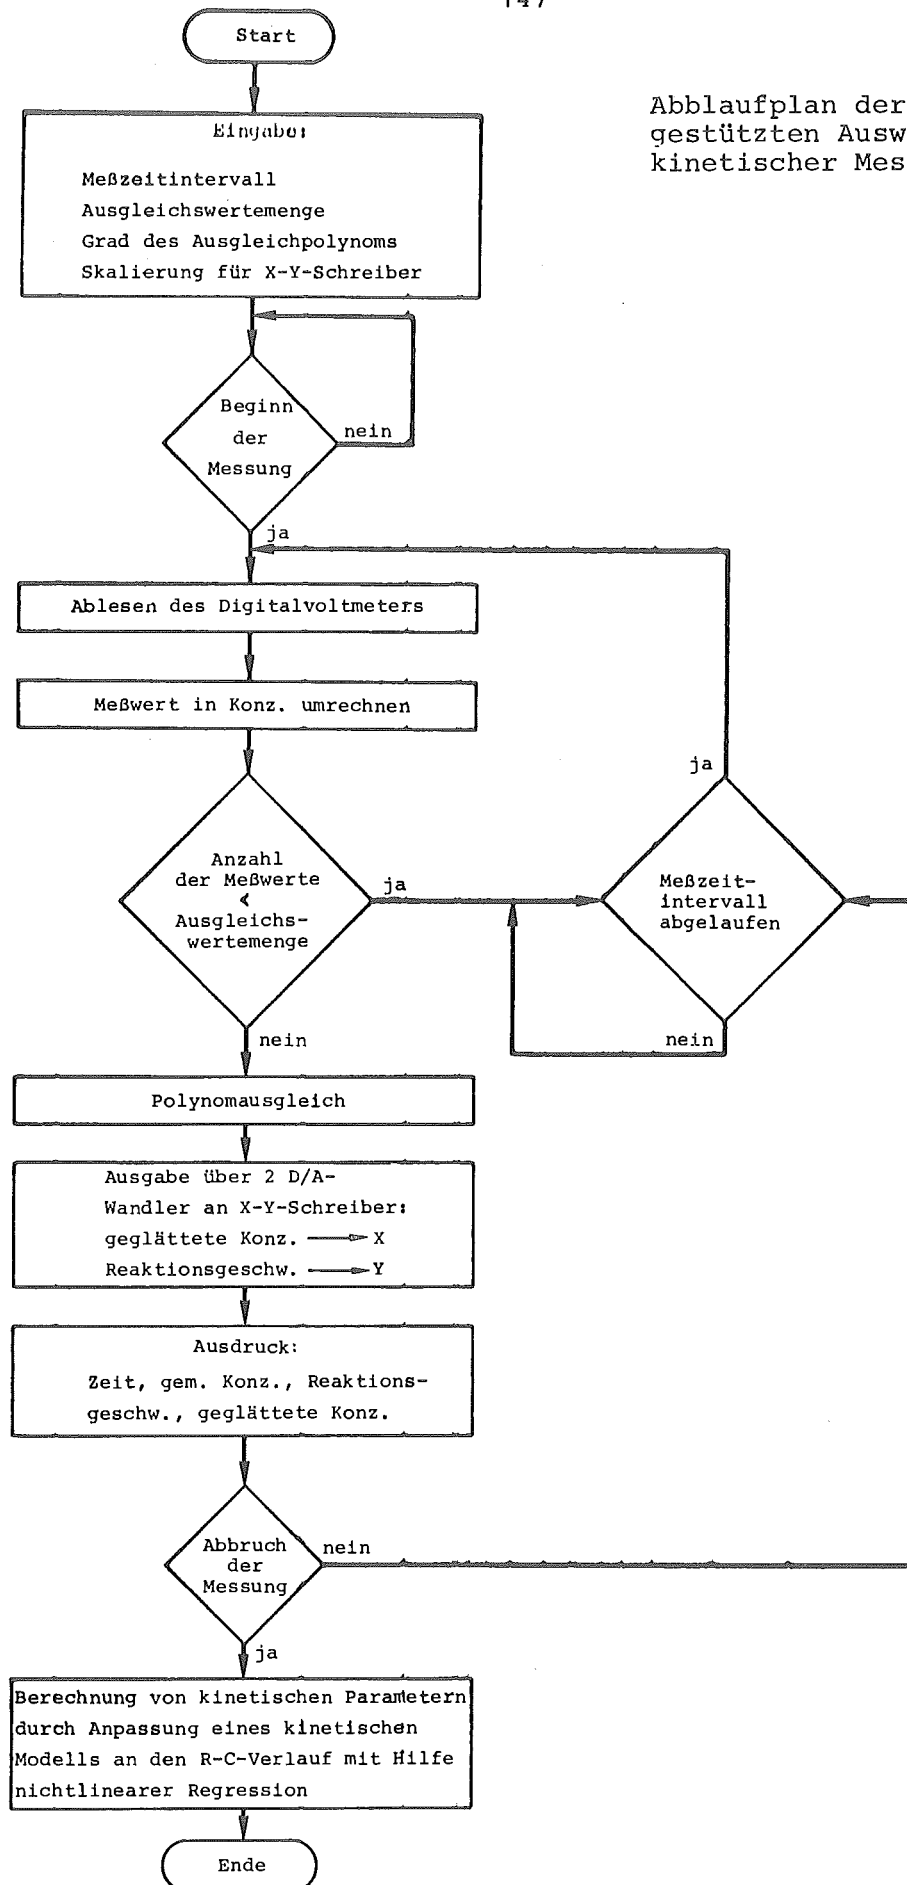 147
Start
Abblaufplan der
gestützten Ausw
kinetischer Mes
Eingabe:
Meßzeitintervall
Ausgleichswertemenge
Grad des Ausgleichpolynoms
Skalierung für X-Y-Schreiber
Beginn
der
Messung
nein
ja
Ablesen des Digitalvoltmeters
Meßwert in Konz. umrechnen
Anzahl
der Meßwerte
<
Ausgleichs-
wertemenge
ja
ja
Meßzeit-
intervall
abgelaufen
nein
nein
Polynomausgleich
Ausgabe über 2 D/A-
Wandler an X-Y-Schreiber:
geglättete Konz. → X
Reaktionsgeschw. → Y
Ausdruck:
Zeit, gem. Konz., Reaktions-
geschw., geglättete Konz.
Abbruch
der
Messung
nein
ja
Berechnung von kinetischen Parametern
durch Anpassung eines kinetischen
Modells an den R-C-Verlauf mit Hilfe
nichtlinearer Regression
Ende